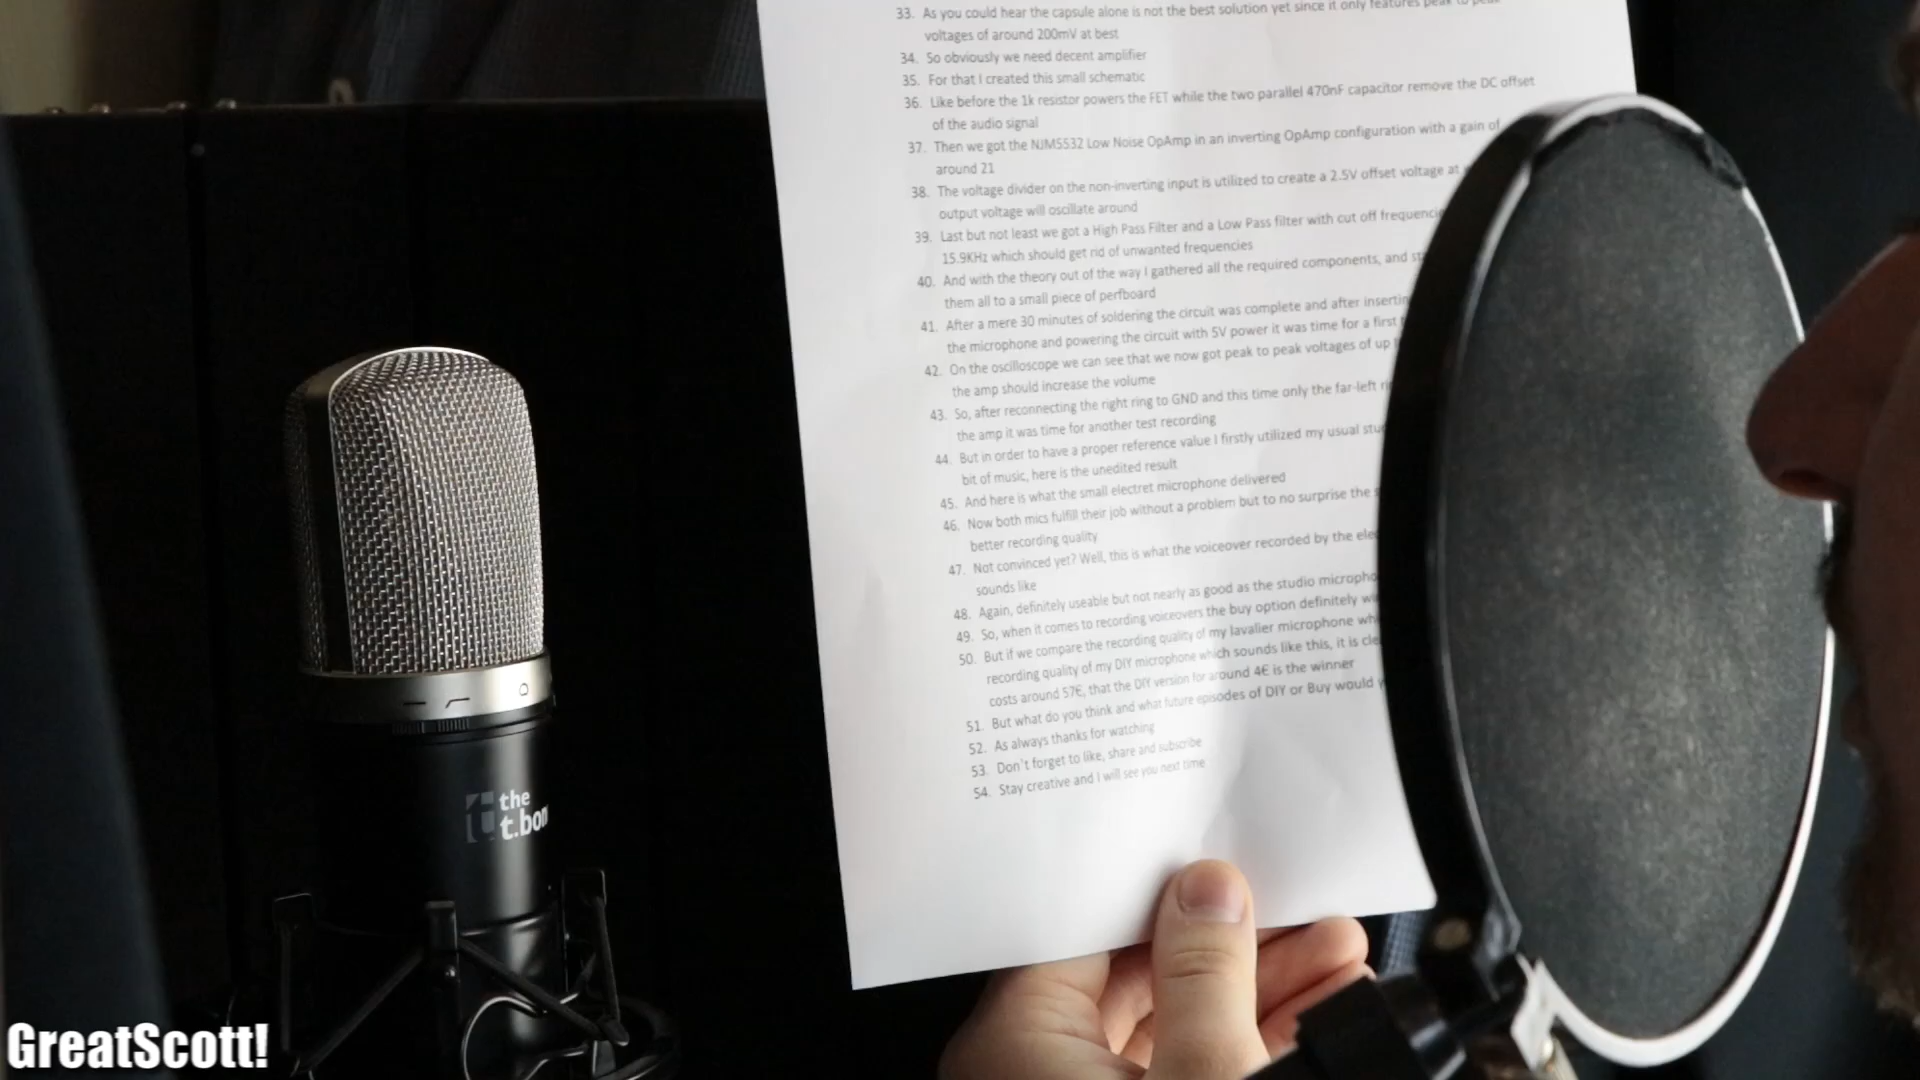 33. As you could hear the capsule alone is not the best solution yet since it only features peak to peak
voltages of around 200mV at best
34. So obviously we need decent amplifier
35. For that I created this small schematic
36. Like before the 1k resistor powers the FET while the two parallel 470nF capacitor remove the DC offset
of the audio signal
37. Then we got the NJM5532 Low Noise OpAmp in an inverting OpAmp configuration with a gain of
around 21
38. The voltage divider on the non-inverting input is utilized to create a 2.5V offset voltage at
output voltage will oscillate around
39. Last but not least we got a High Pass Filter and a Low Pass filter with cut off
15.9KHz which should get rid of unwanted frequencies
40. And with the theory out of the way I gathered all the required components, and
them all to a small piece of perfboard
41. After a mere 30 minutes of soldering the circuit was complete and after
the microphone and powering the circuit with 5V power it was time for a first
42. On the oscilloscope we can see that we now got peak to peak voltages of up
the amp should increase the volume
43. So, after reconnecting the right ring to GND and this time only the far-left
the amp it was time for another test recording
44. But in order to have a proper reference value I firstly utilized my usual
bit of music, here is the unedited result
45. And here is what the small electret microphone delivered
46. Now both mics fulfill their job without a problem but to no surprise the
better recording quality
47. Not convinced yet? Well, this is what the voiceover recorded by the
sounds like
48. Again, definitely useable but not nearly as good as the studio
49. So, when it comes to recording voiceovers the buy option definitely
50. But if we compare the recording quality of my lavalier microphone
recording quality of my DIY microphone which sounds like this, it is
costs around 57€, that the DIY version for around 4€ is the winner
51. But what do you think and what future episodes of DIY or Buy would
52. As always thanks for watching
53. Don't forget to like, share and subscribe
54. Stay creative and I will see you next time
the
t.bon
GreatScott!